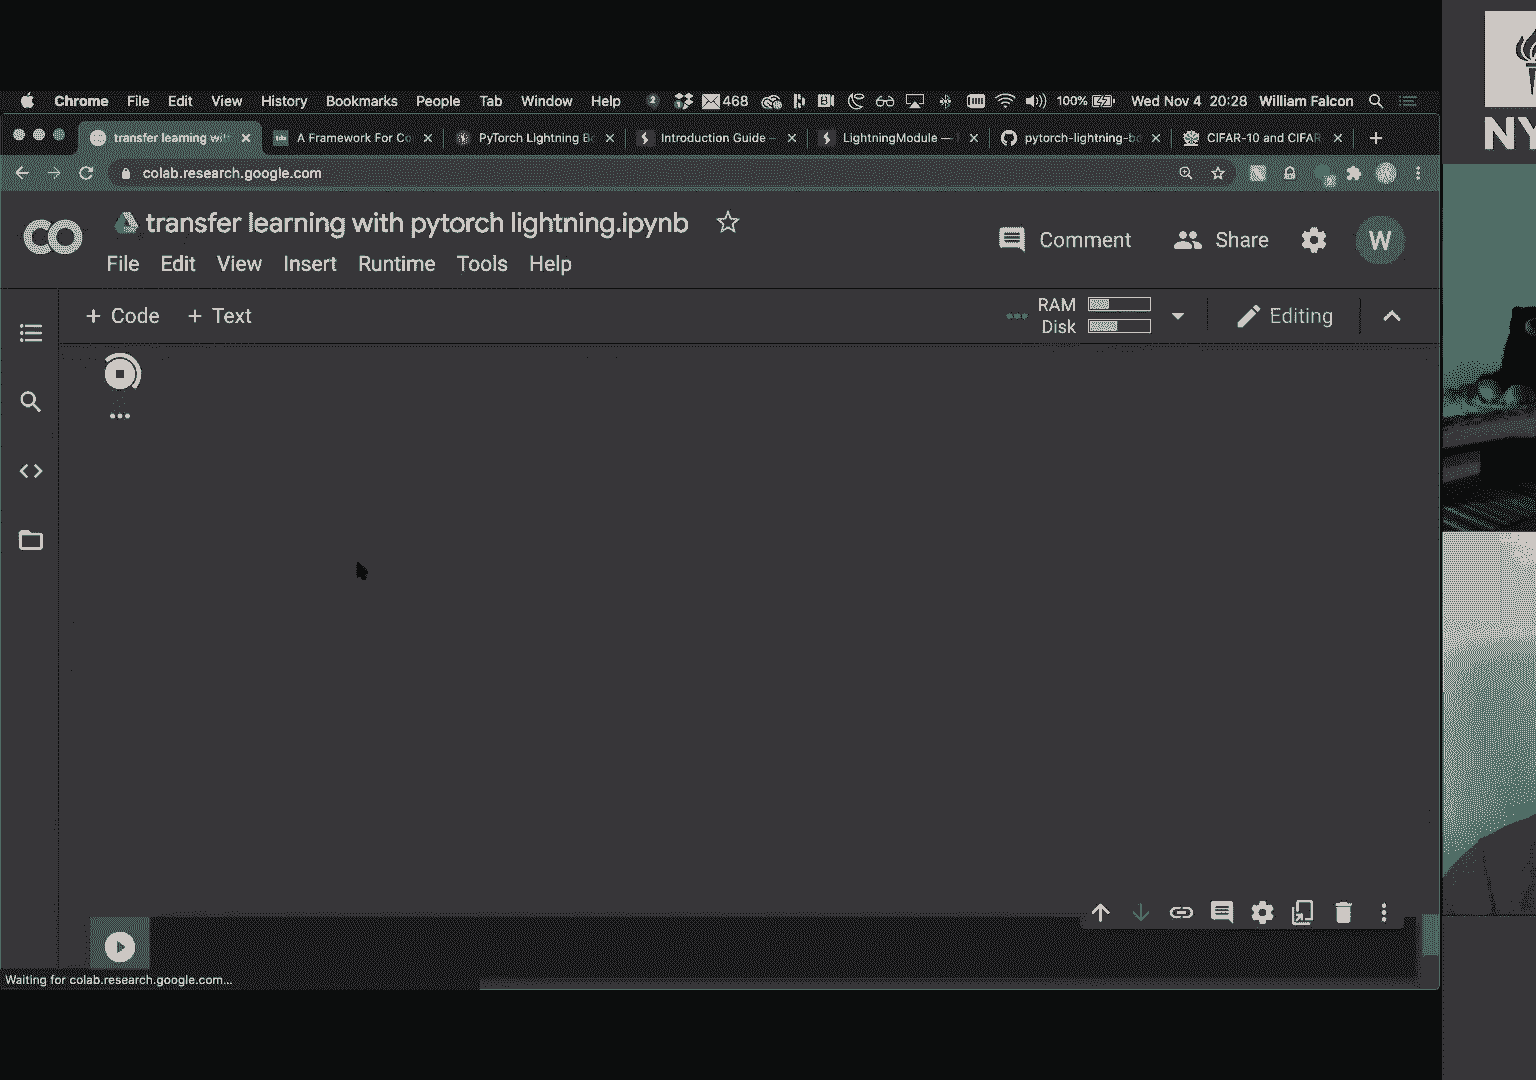 Chrome File Edit View History Bookmarks People Tab Window Help 2 468 100% Wed Nov 4 20:28 William Falcon
transfer learning wit A Framework For Co PyTorch Lightning B Introduction Guide — LightningModule — pytorch-lightning-b CIFAR-10 and CIFAR
colab.research.google.com
NY
CO transfer learning with pytorch lightning.ipynb
Comment Share W
File Edit View Insert Runtime Tools Help
+ Code + Text
RAM
Disk
Editing
Waiting for colab.research.google.com...